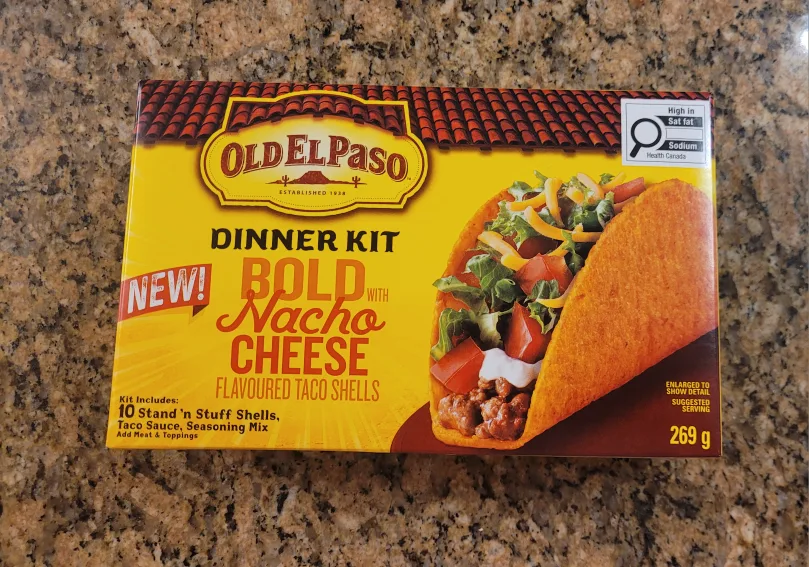 High in
Sat fat
Sodium
Health Canada
OLD EL PASO
ESTABLISHED 1938
DINNER KIT
NEW!
BOLD WITH
Nacho
CHEESE
FLAVOURED TACO SHELLS
Kit Includes:
10 Stand 'n Stuff Shells,
Taco Sauce, Seasoning Mix
Add Meat & Toppings
ENLARGED TO
SHOW DETAIL
SUGGESTED
SERVING
269 g